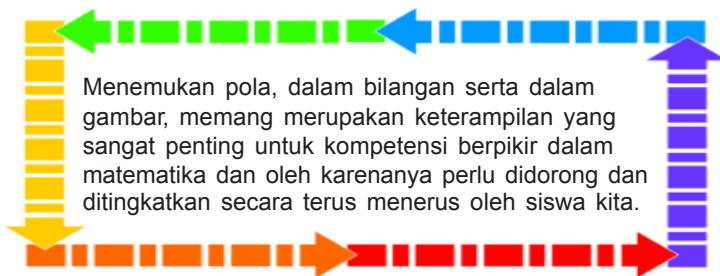 Menemukan pola, dalam bilangan serta dalam
gambar, memang merupakan keterampilan yang
sangat penting untuk kompetensi berpikir dalam
matematika dan oleh karenanya perlu didorong dan
ditingkatkan secara terus menerus oleh siswa kita.